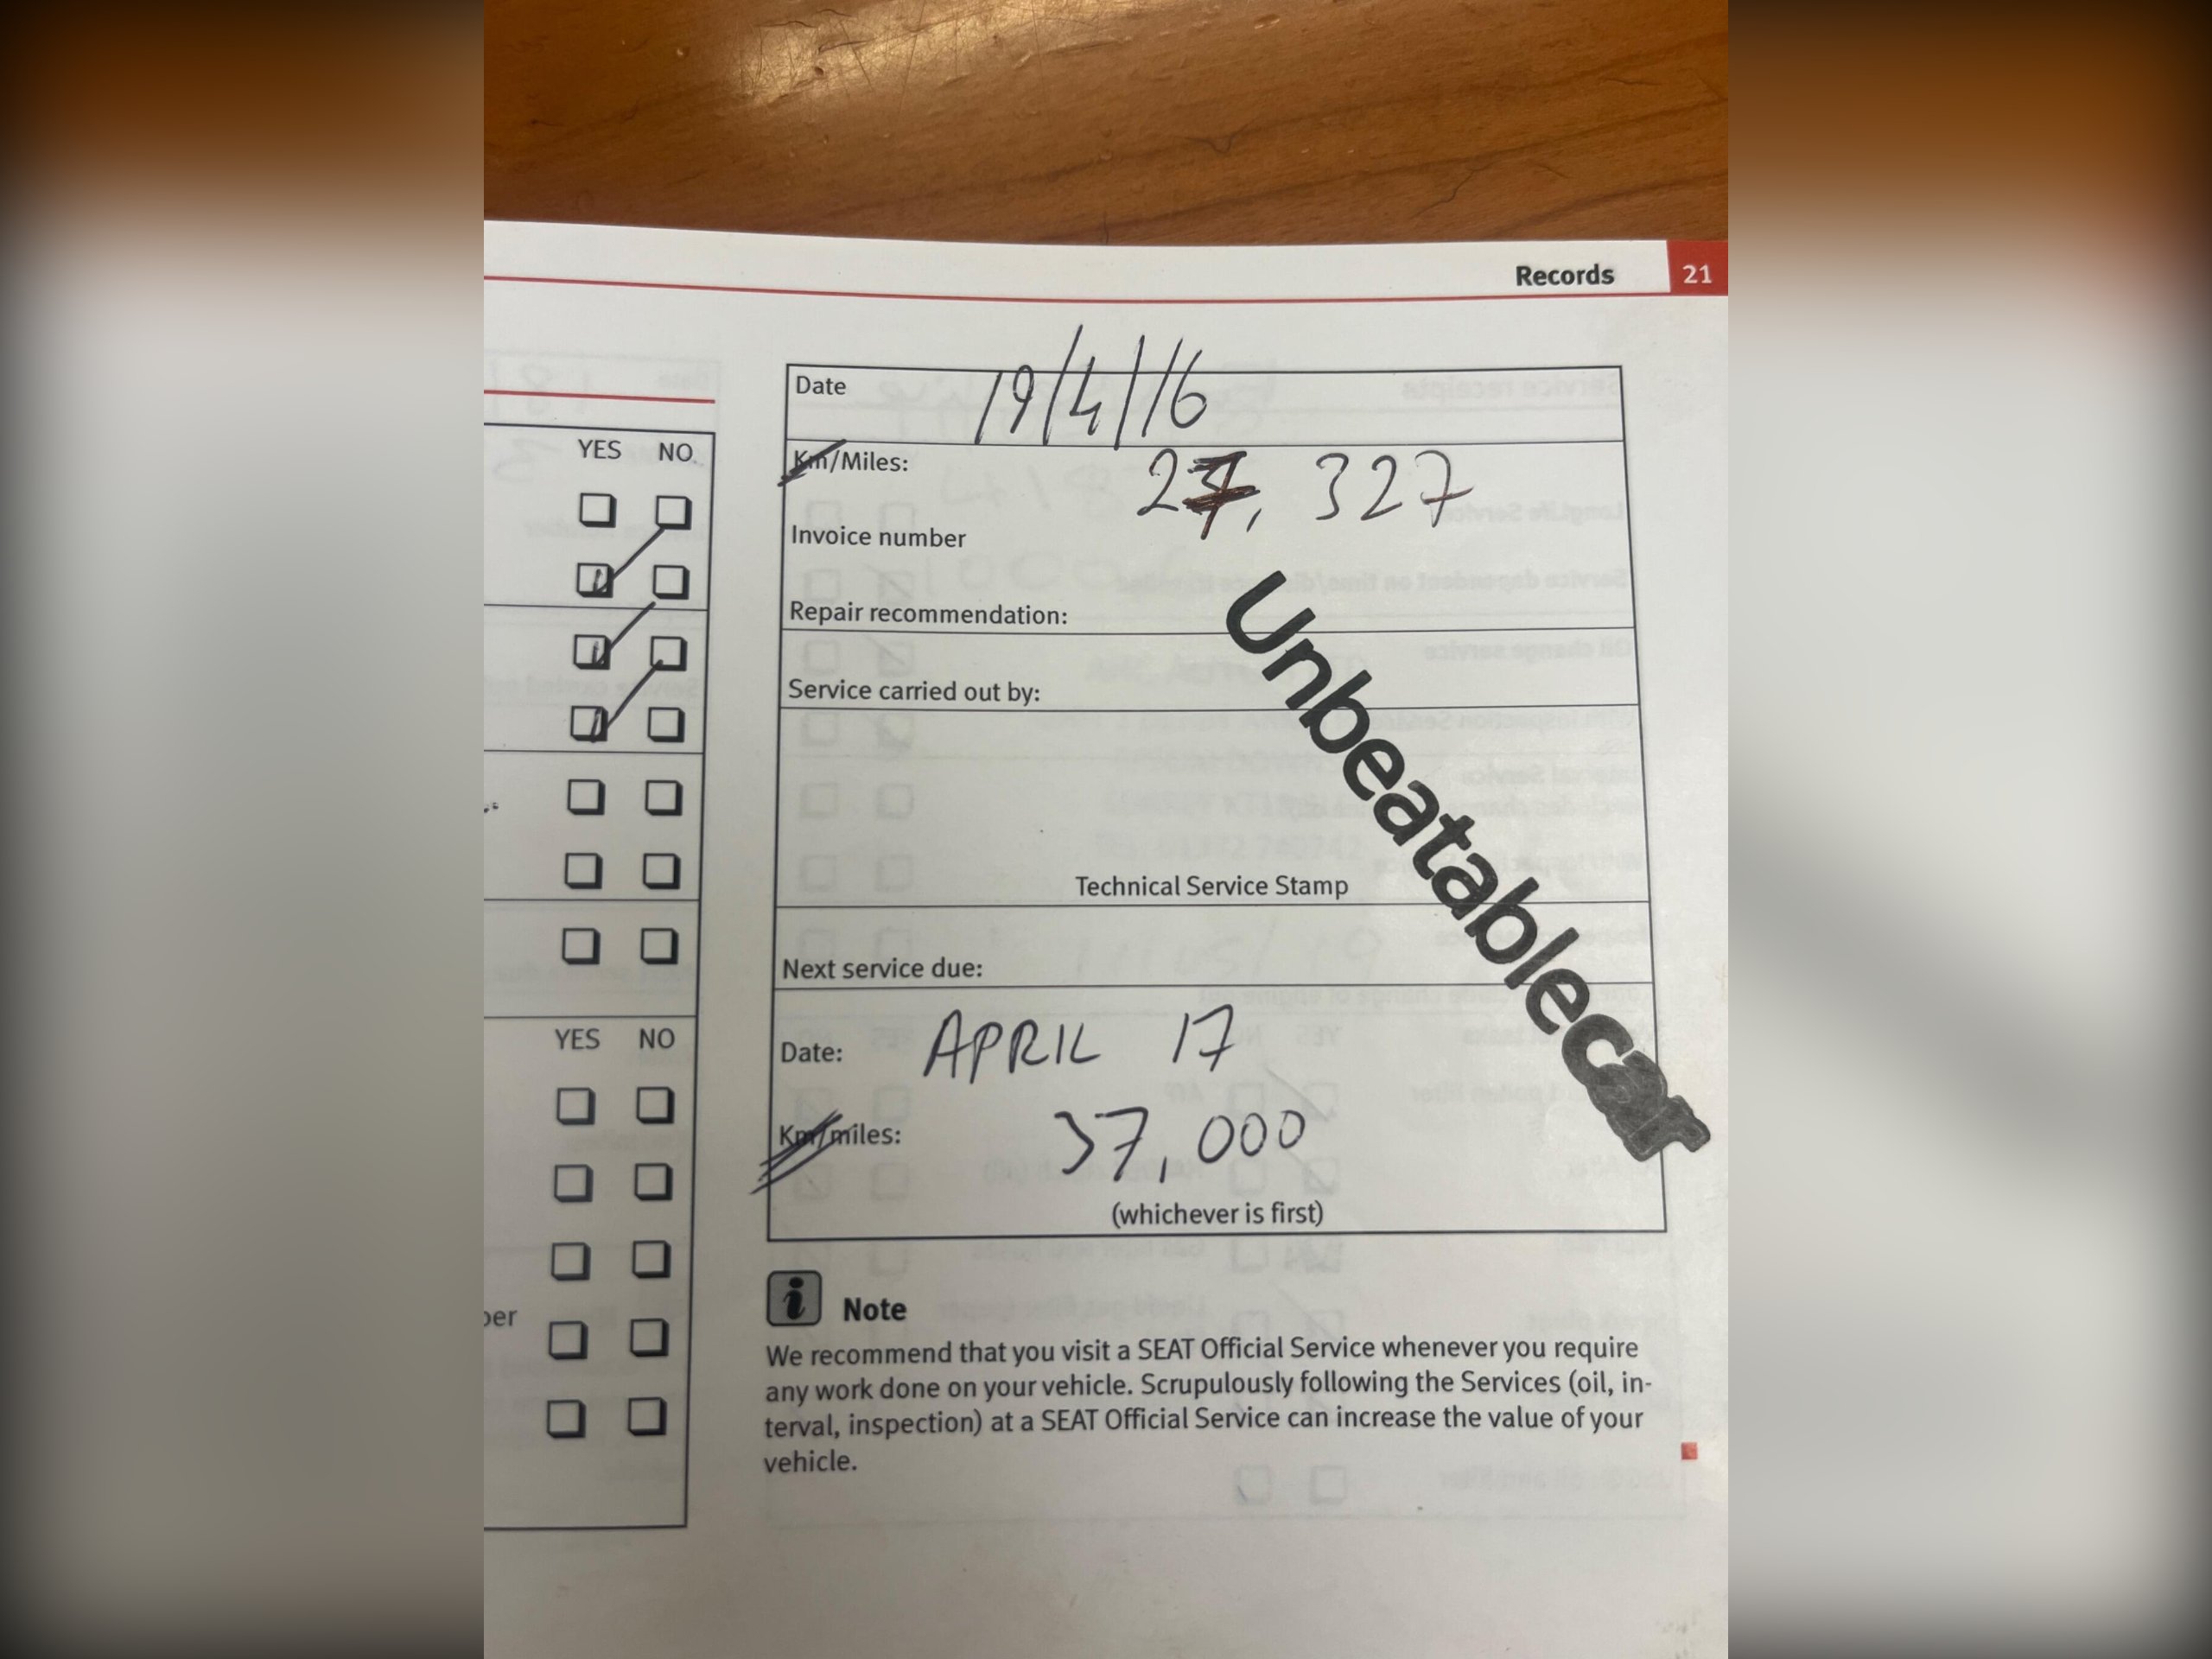 Records 21
YES NO
Date 19/4/16
Km/Miles: 27, 327
Invoice number
Repair recommendation:
Service carried out by:
Unbeatablecar
Technical Service Stamp
Next service due:
Date: APRIL 17
Km/miles: 37,000
(whichever is first)
YES NO
per
Note
We recommend that you visit a SEAT Official Service whenever you require
any work done on your vehicle. Scrupulously following the Services (oil, in-
terval, inspection) at a SEAT Official Service can increase the value of your
vehicle.